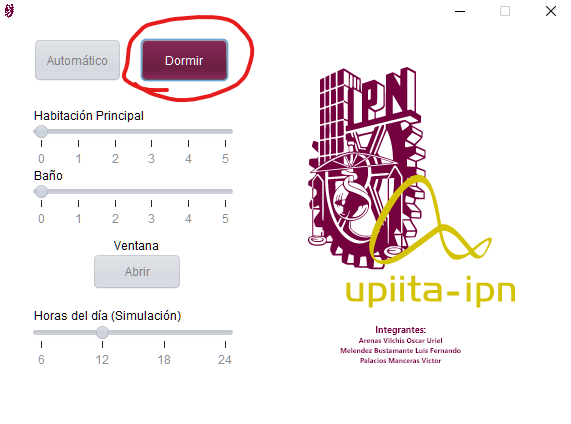 Automático
Dormir
Habitación Principal
0 1 2 3 4 5
Baño
0 1 2 3 4 5
Ventana
Abrir
Horas del día (Simulación)
6 12 18 24
IPN
upiita-ipn
Integrantes:
Arenas Vilchis Oscar Uriel
Melendez Bustamante Luis Fernando
Palacios Manceras Victor